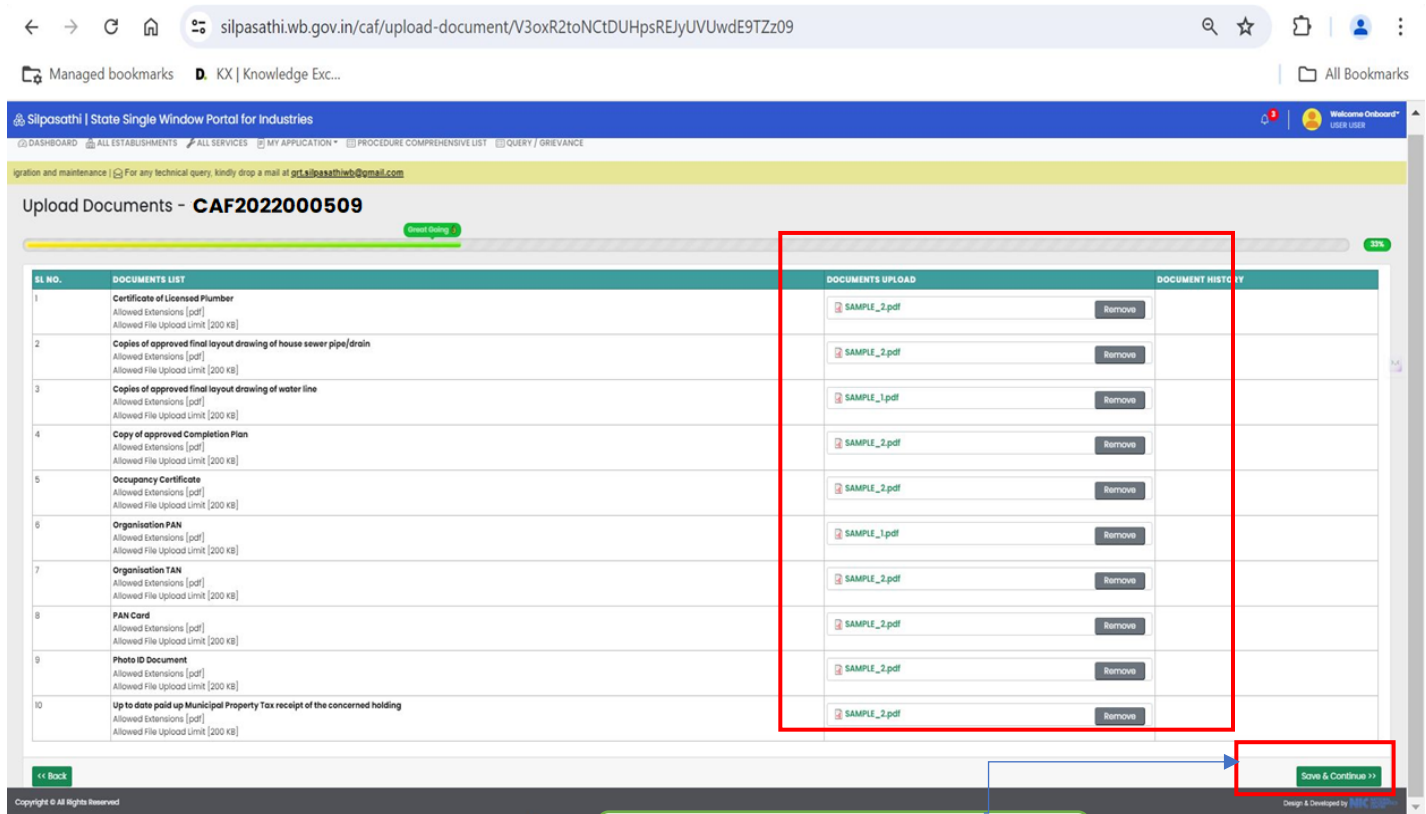 silpasathi.wb.gov.in/caf/upload-document/V3oxR2toNCtDUHpsREJyUVUwdE9TZz09
Managed bookmarks D. KX | Knowledge Exc... All Bookmarks
Silpasathi | State Single Window Portal for Industries 3 Welcome Onboard
USER USER
DASHBOARD ALL ESTABLISHMENTS ALL SERVICES MY APPLICATION PROCEDURE COMPREHENSIVE LIST QUERY / GRIEVANCE
igration and maintenance | For any technical query, kindly drop a mail at grt.silpasathiwb@gmail.com
Upload Documents - CAF2022000509
Great Going
33%
SL NO. DOCUMENTS LIST DOCUMENTS UPLOAD DOCUMENT HISTORY
1 Certificate of Licensed Plumber
Allowed Extensions [pdf] SAMPLE_2.pdf Remove
Allowed File Upload Limit [200 KB]
2 Copies of approved final layout drawing of house sewer pipe/drain
Allowed Extensions [pdf] SAMPLE_2.pdf Remove
Allowed File Upload Limit [200 KB]
3 Copies of approved final layout drawing of water line
Allowed Extensions [pdf] SAMPLE_1.pdf Remove
Allowed File Upload Limit [200 KB]
4 Copy of approved Completion Plan
Allowed Extensions [pdf] SAMPLE_2.pdf Remove
Allowed File Upload Limit [200 KB]
5 Occupancy Certificate
Allowed Extensions [pdf] SAMPLE_2.pdf Remove
Allowed File Upload Limit [200 KB]
6 Organisation PAN
Allowed Extensions [pdf] SAMPLE_1.pdf Remove
Allowed File Upload Limit [200 KB]
7 Organisation TAN
Allowed Extensions [pdf] SAMPLE_2.pdf Remove
Allowed File Upload Limit [200 KB]
8 PAN Card
Allowed Extensions [pdf] SAMPLE_2.pdf Remove
Allowed File Upload Limit [200 KB]
9 Photo ID Document
Allowed Extensions [pdf] SAMPLE_2.pdf Remove
Allowed File Upload Limit [200 KB]
10 Up to date paid up Municipal Property Tax receipt of the concerned holding
Allowed Extensions [pdf] SAMPLE_2.pdf Remove
Allowed File Upload Limit [200 KB]
<< Back Save & Continue >>
Copyright © All Rights Reserved Design & Developed by NIC